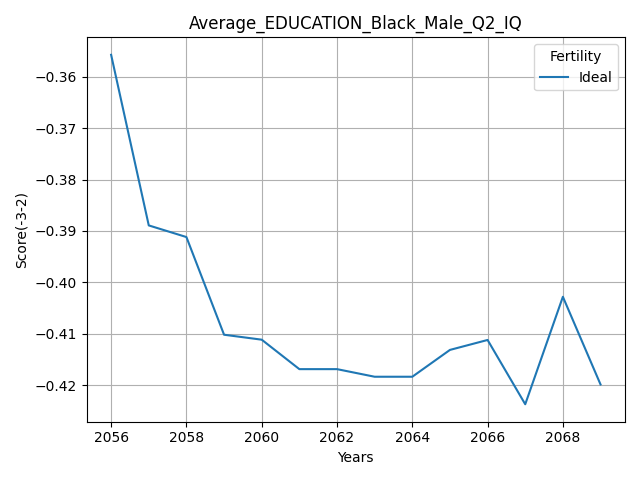 Average_EDUCATION_Black_Male_Q2_IQ
Fertility
Ideal
Score(-3-2)
−0.36
−0.37
−0.38
−0.39
−0.40
−0.41
−0.42
2056 2058 2060 2062 2064 2066 2068
Years